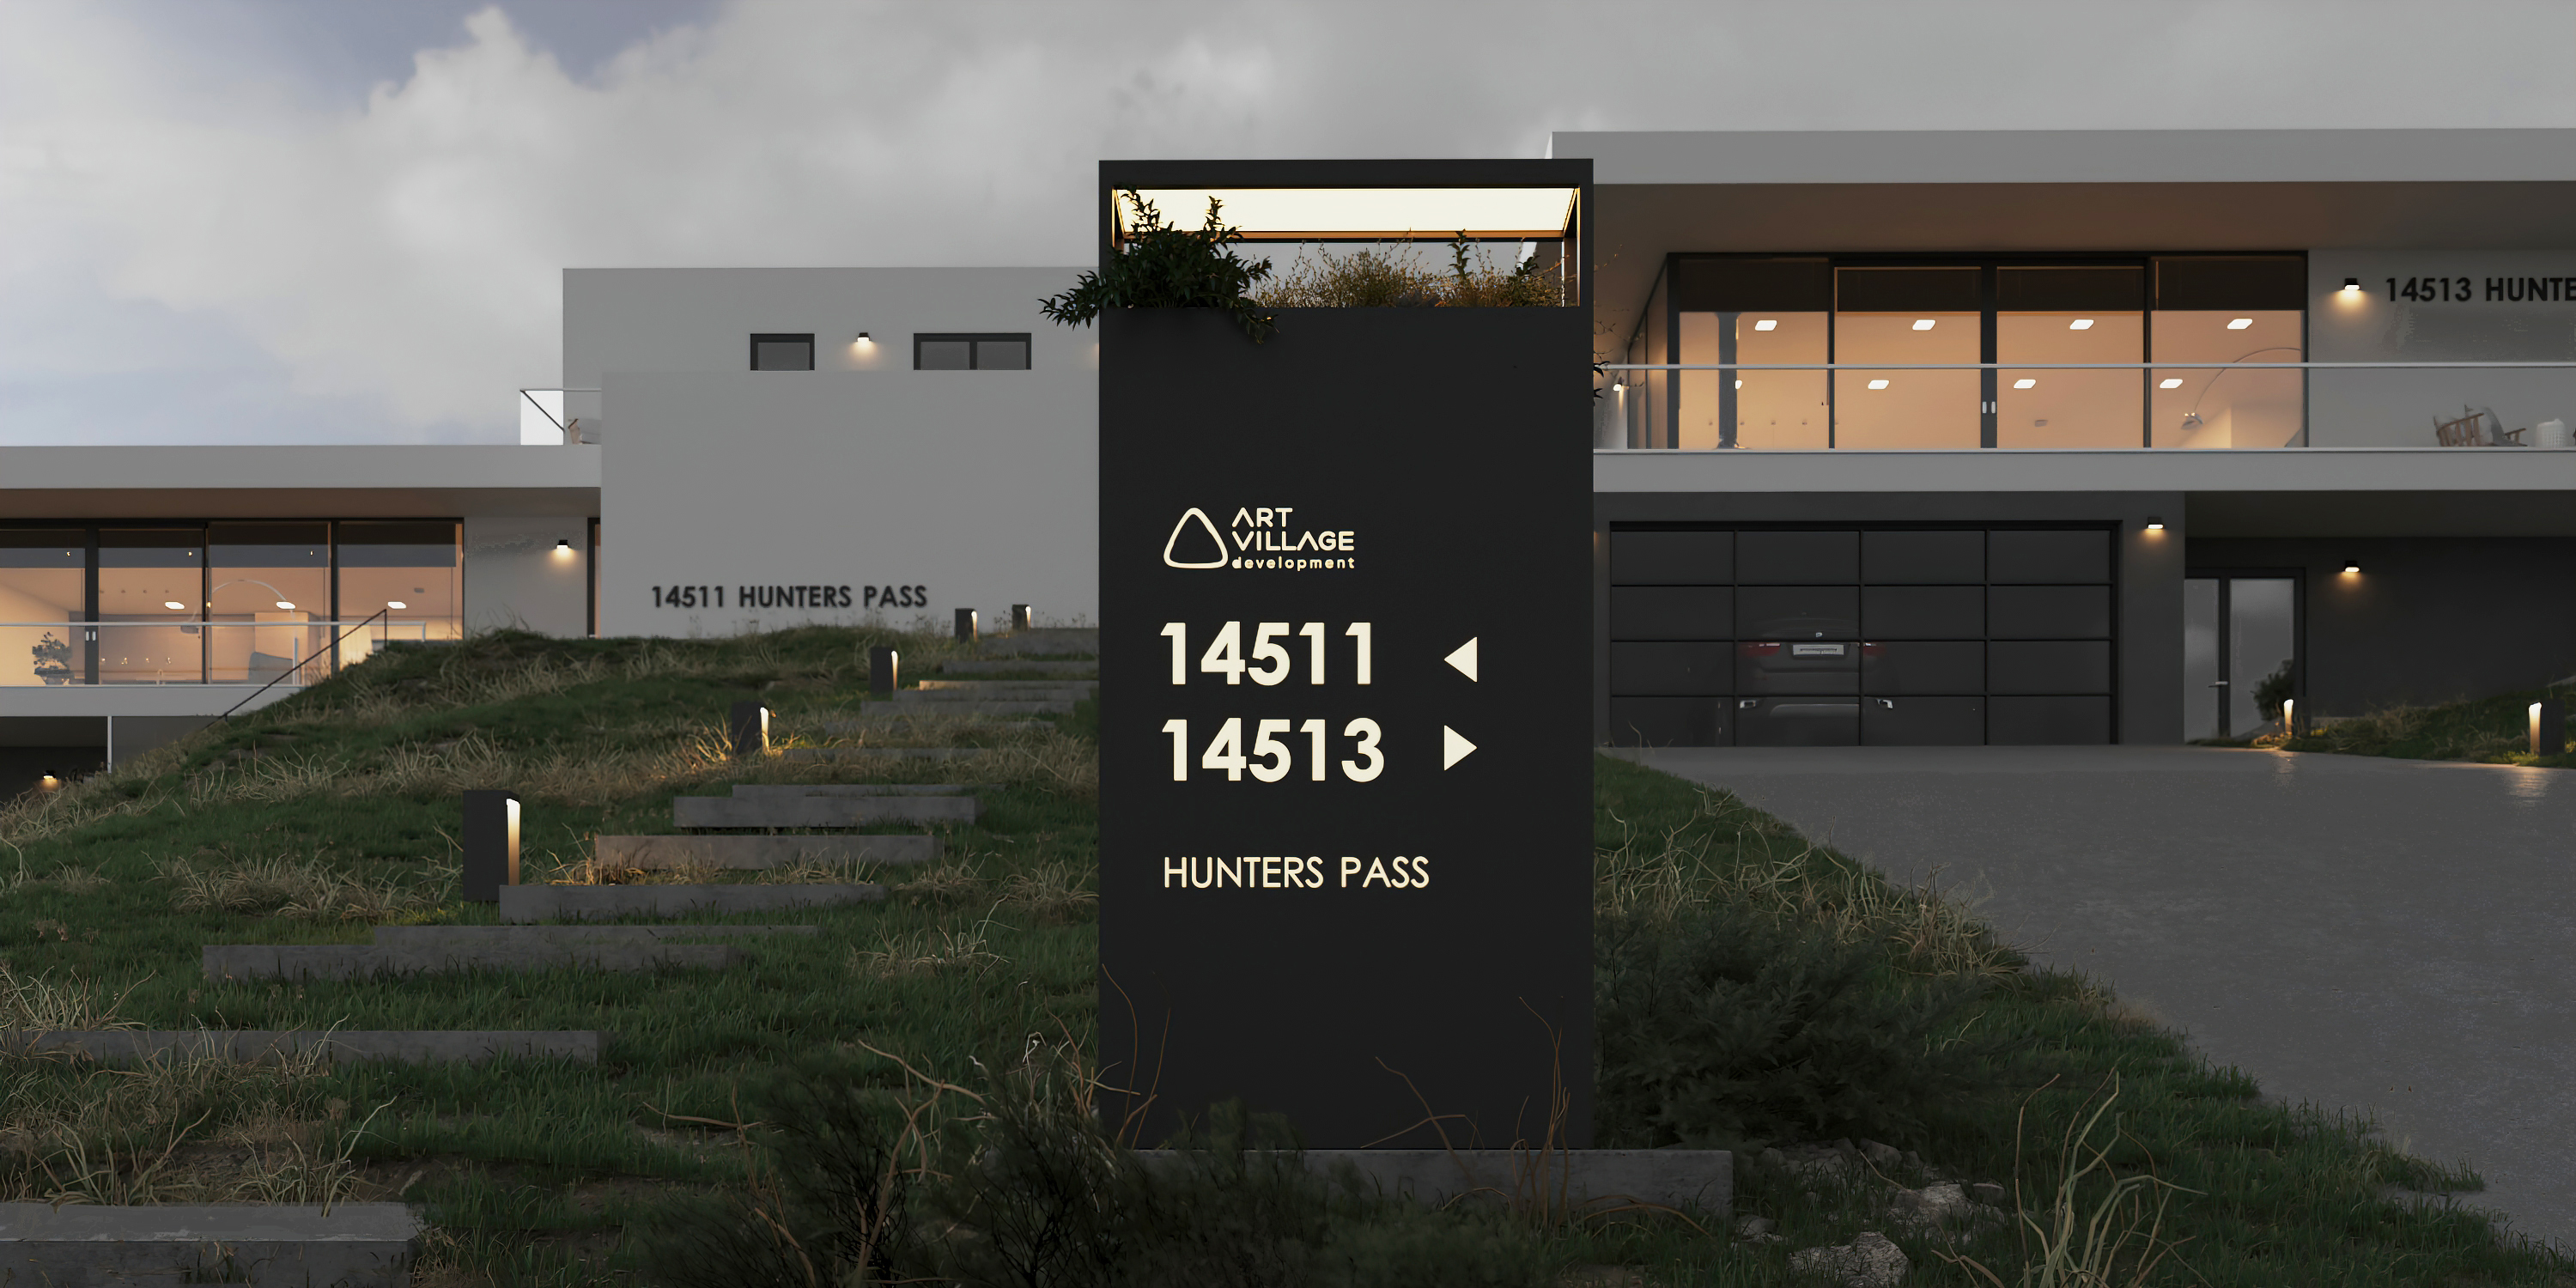 14513 HUNTE
ART
VILLAGE
development
14511 HUNTERS PASS
14511 ◀
14513 ▶
HUNTERS PASS